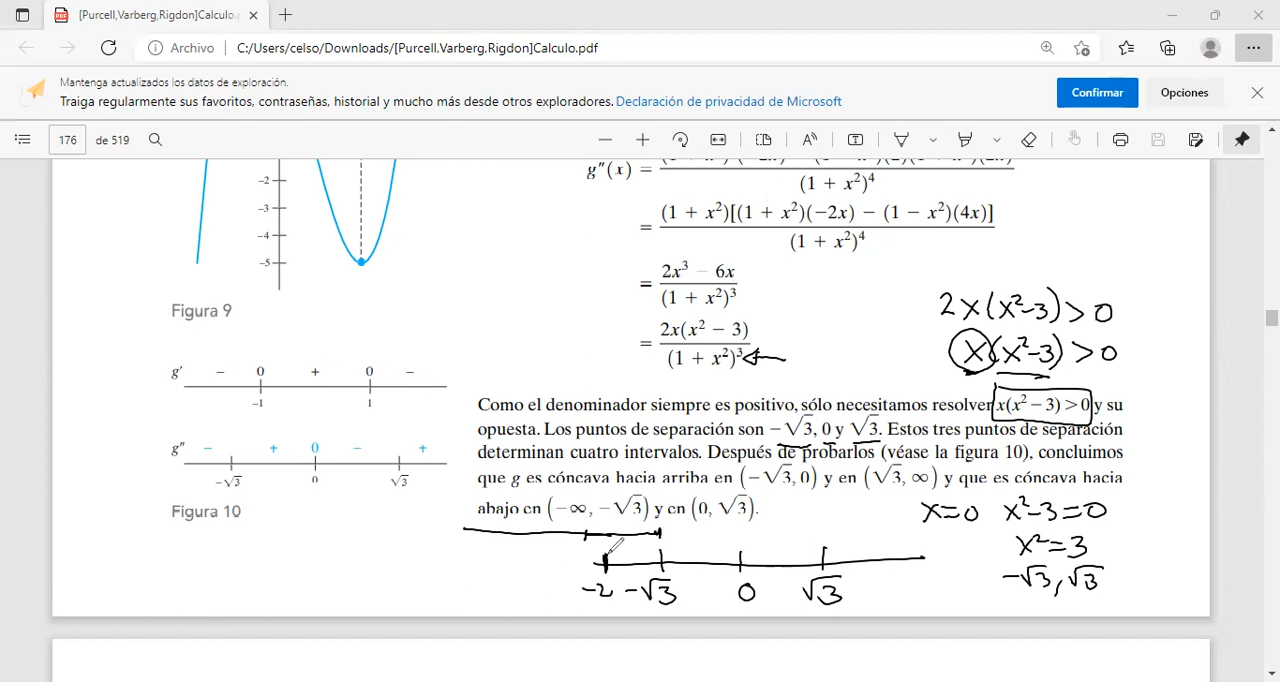 [Purcell,Varberg,Rigdon]Calculo.p
Archivo C:/Users/celso/Downloads/[Purcell,Varberg,Rigdon]Calculo.pdf
Mantenga actualizados los datos de exploración.
Traiga regularmente sus favoritos, contraseñas, historial y mucho más desde otros exploradores. Declaración de privacidad de Microsoft
Confirmar
Opciones
176 de 519
-2
-3
-4
-5
Figura 9
g″(x) =
(1 + x²)⁴
= (1 + x²)[(1 + x²)(−2x) − (1 − x²)(4x)]
(1 + x²)⁴
= 2x³ − 6x
(1 + x²)³
= 2x(x² − 3)
(1 + x²)³
2x(x²-3)>0
x(x²-3)>0
g′ − 0 + 0 −
-1 1
g″ − + 0 − +
-√3 0 √3
Figura 10
Como el denominador siempre es positivo, sólo necesitamos resolver x(x² − 3) > 0 y su
opuesta. Los puntos de separación son −√3, 0 y √3. Estos tres puntos de separación
determinan cuatro intervalos. Después de probarlos (véase la figura 10), concluimos
que g es cóncava hacia arriba en (−√3, 0) y en (√3, ∞) y que es cóncava hacia
abajo en (−∞, −√3) y en (0, √3).
x=0 x²-3=0
x²=3
-√3, √3
-2 -√3 0 √3